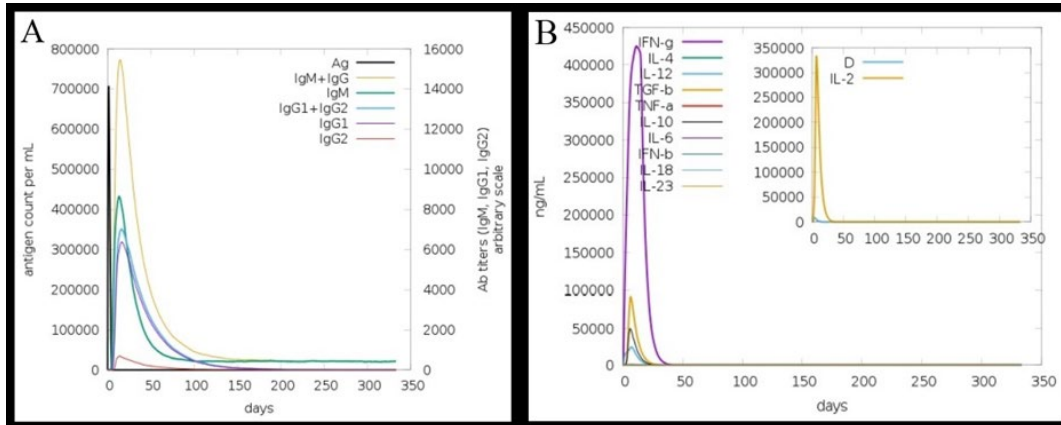 A
800000
700000
600000
500000
400000
300000
200000
100000
0
antigen count per mL
Ag
IgM+IgG
IgM
IgG1+IgG2
IgG1
IgG2
16000
14000
12000
10000
8000
6000
4000
2000
0
Ab titers (IgM, IgG1, IgG2)
arbitrary scale
0 50 100 150 200 250 300 350
days
B
450000
400000
350000
300000
250000
200000
150000
100000
50000
0
ng/mL
IFN-g
IL-4
IL-12
TGF-b
TNF-a
IL-10
IL-6
IFN-b
IL-18
IL-23
350000
300000
250000
200000
150000
100000
50000
0
D
IL-2
0 50 100 150 200 250 300 350
0 50 100 150 200 250 300 350
days